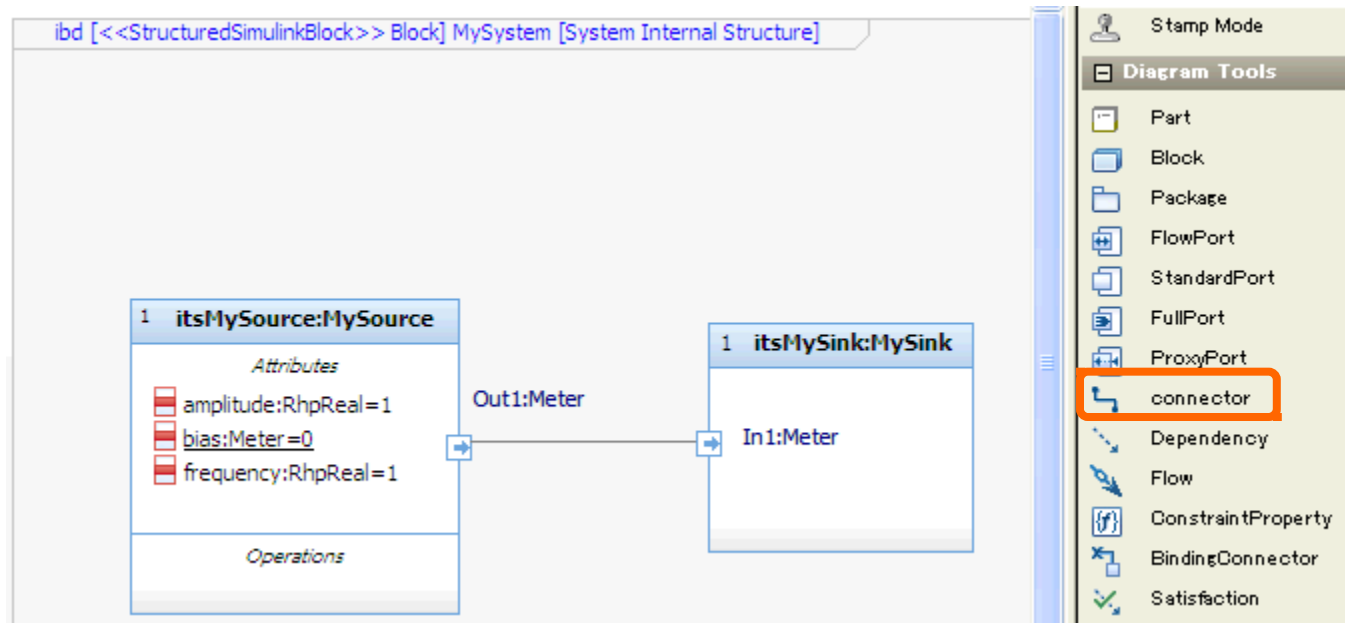 ibd [<<StructuredSimulinkBlock>> Block] MySystem [System Internal Structure]
1 itsMySource:MySource
Attributes
amplitude:RhpReal=1
bias:Meter=0
frequency:RhpReal=1
Operations
Out1:Meter
1 itsMySink:MySink
In1:Meter
Stamp Mode
Diagram Tools
Part
Block
Package
FlowPort
StandardPort
FullPort
ProxyPort
connector
Dependency
Flow
{f} ConstraintProperty
BindingConnector
Satisfaction